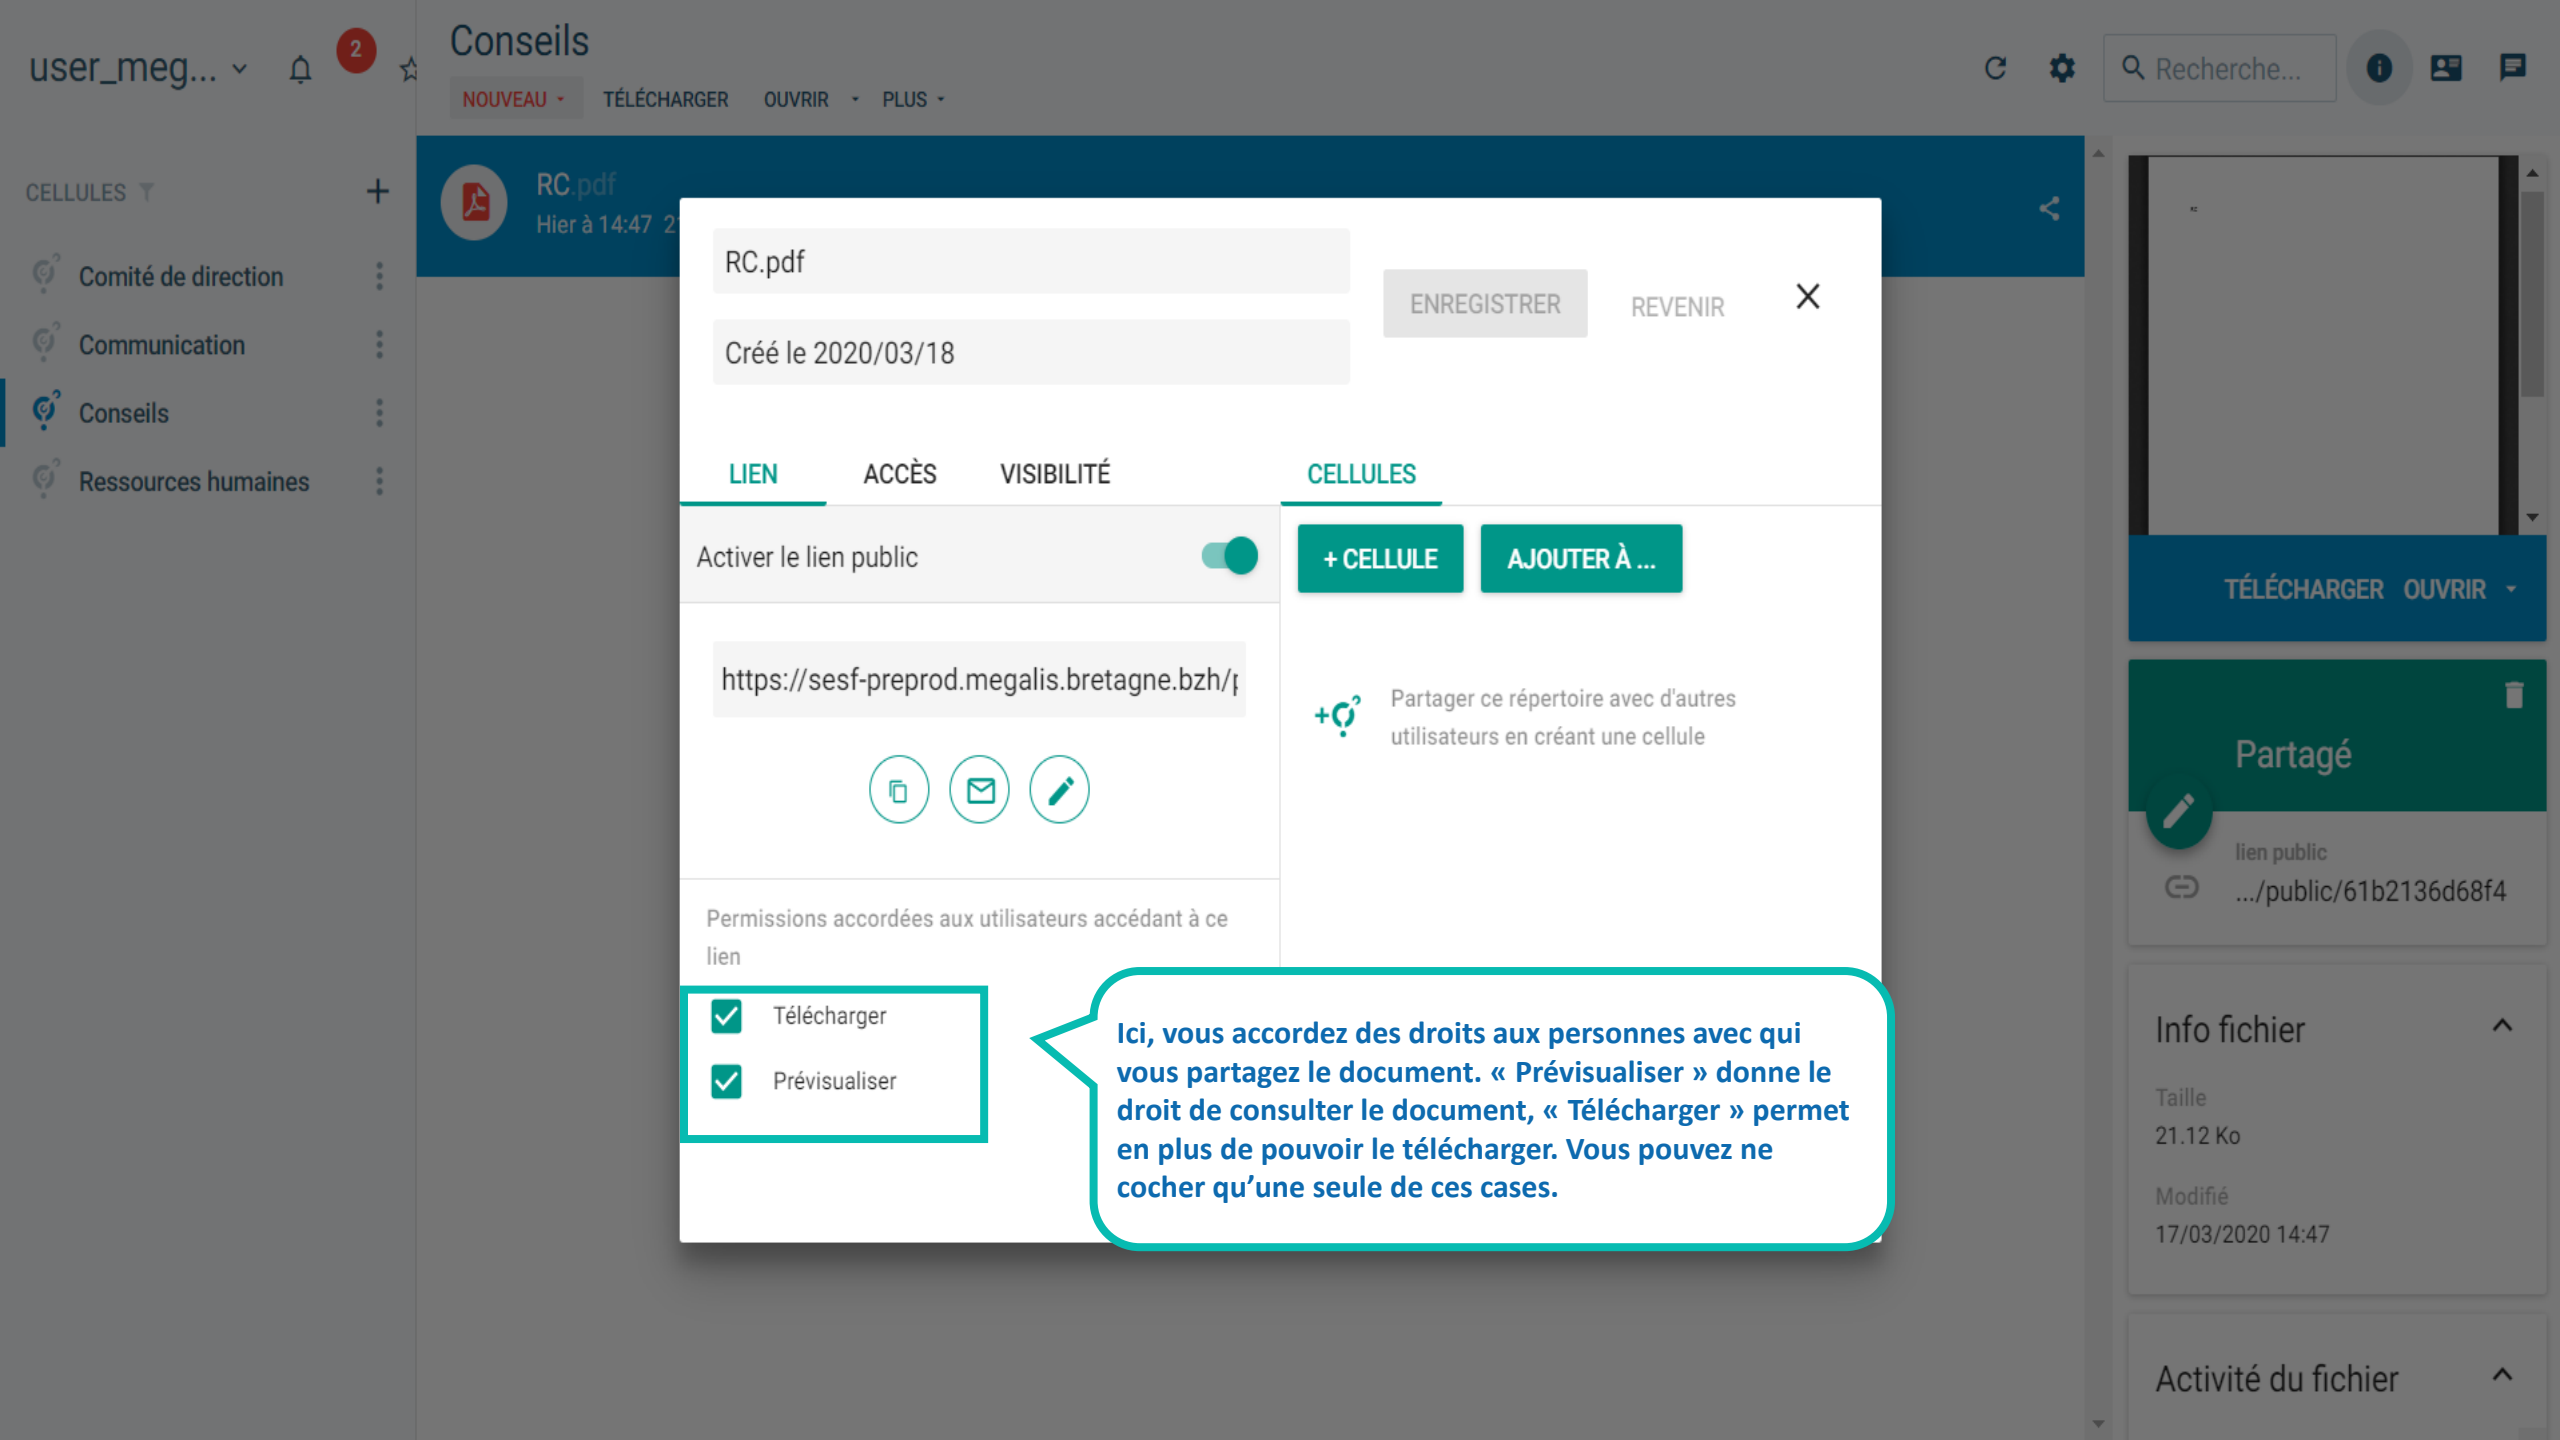 user_meg...
2
Conseils
NOUVEAU
TÉLÉCHARGER
OUVRIR
PLUS
Recherche...
CELLULES
Comité de direction
Communication
Conseils
Ressources humaines
RC.pdf
Hier à 14:47
RC.pdf
Créé le 2020/03/18
ENREGISTRER
REVENIR
LIEN
ACCÈS
VISIBILITÉ
CELLULES
Activer le lien public
+ CELLULE
AJOUTER À ...
https://sesf-preprod.megalis.bretagne.bzh/p
Partager ce répertoire avec d'autres
utilisateurs en créant une cellule
Permissions accordées aux utilisateurs accédant à ce
lien
Télécharger
Prévisualiser
Ici, vous accordez des droits aux personnes avec qui
vous partagez le document. « Prévisualiser » donne le
droit de consulter le document, « Télécharger » permet
en plus de pouvoir le télécharger. Vous pouvez ne
cocher qu’une seule de ces cases.
TÉLÉCHARGER
OUVRIR
Partagé
lien public
.../public/61b2136d68f4
Info fichier
Taille
21.12 Ko
Modifié
17/03/2020 14:47
Activité du fichier